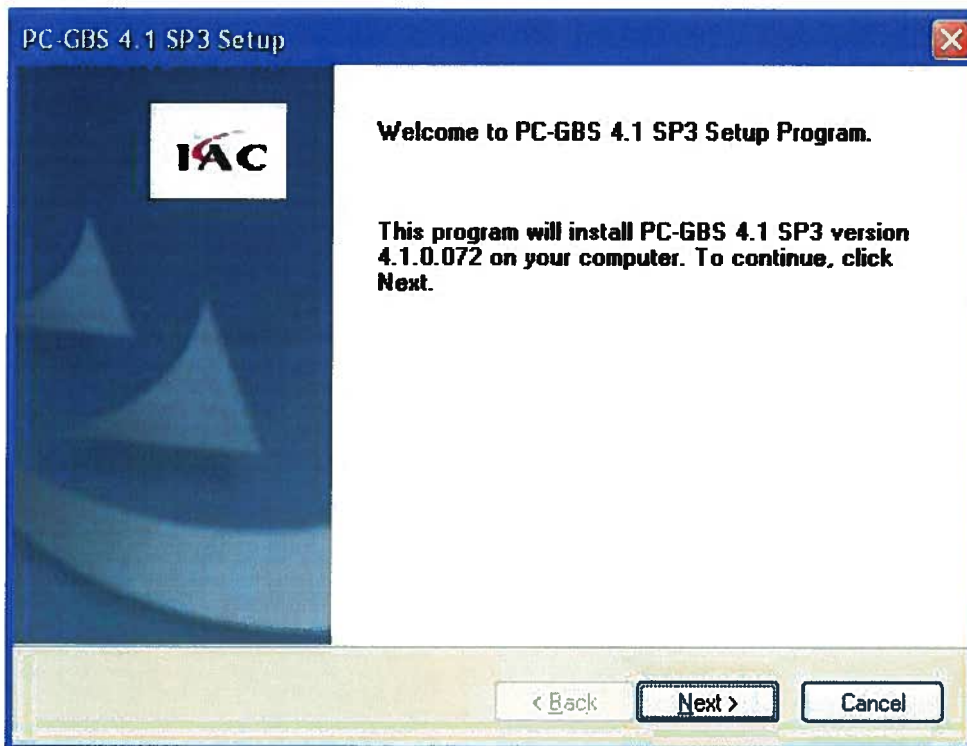 PC-GBS 4.1 SP3 Setup
IAC
Welcome to PC-GBS 4.1 SP3 Setup Program.
This program will install PC-GBS 4.1 SP3 version
4.1.0.072 on your computer. To continue, click
Next.
< Back
Next >
Cancel